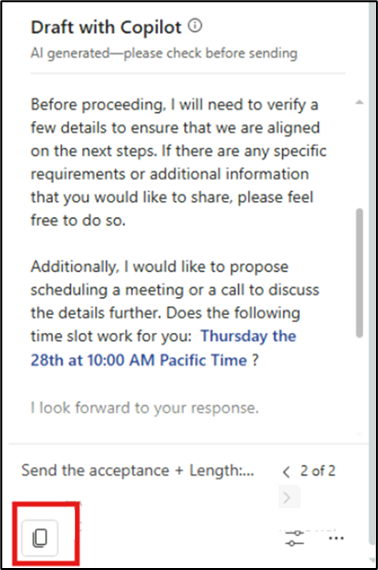 Draft with Copilot
AI generated—please check before sending
Before proceeding, I will need to verify a
few details to ensure that we are aligned
on the next steps. If there are any specific
requirements or additional information
that you would like to share, please feel
free to do so.
Additionally, I would like to propose
scheduling a meeting or a call to discuss
the details further. Does the following
time slot work for you: Thursday the
28th at 10:00 AM Pacific Time ?
I look forward to your response.
Send the acceptance + Length:... < 2 of 2 >